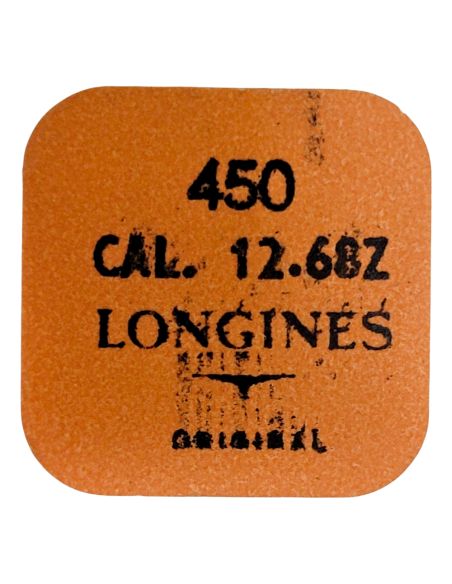 450
CAL. 12.68Z
LONGINES
ORIGINAL